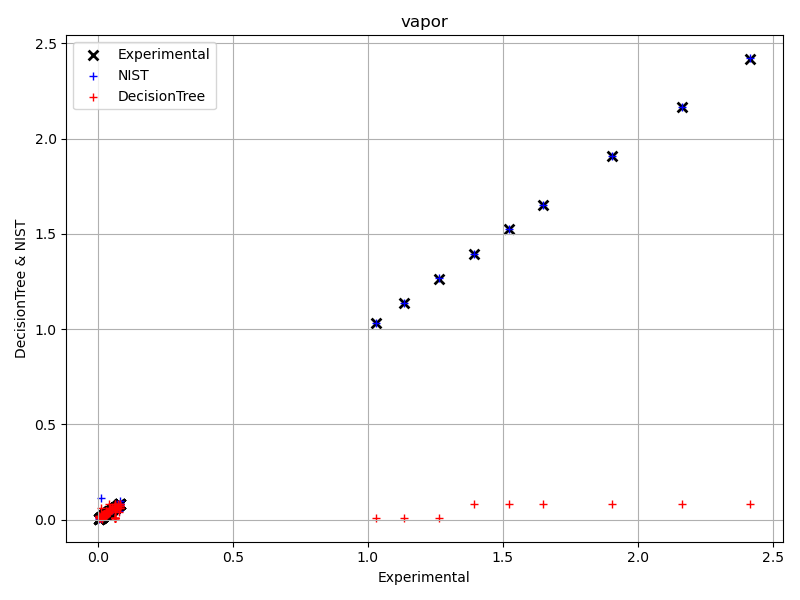 vapor
Experimental
NIST
DecisionTree
2.5
2.0
1.5
1.0
0.5
0.0
DecisionTree & NIST
0.0 0.5 1.0 1.5 2.0 2.5
Experimental